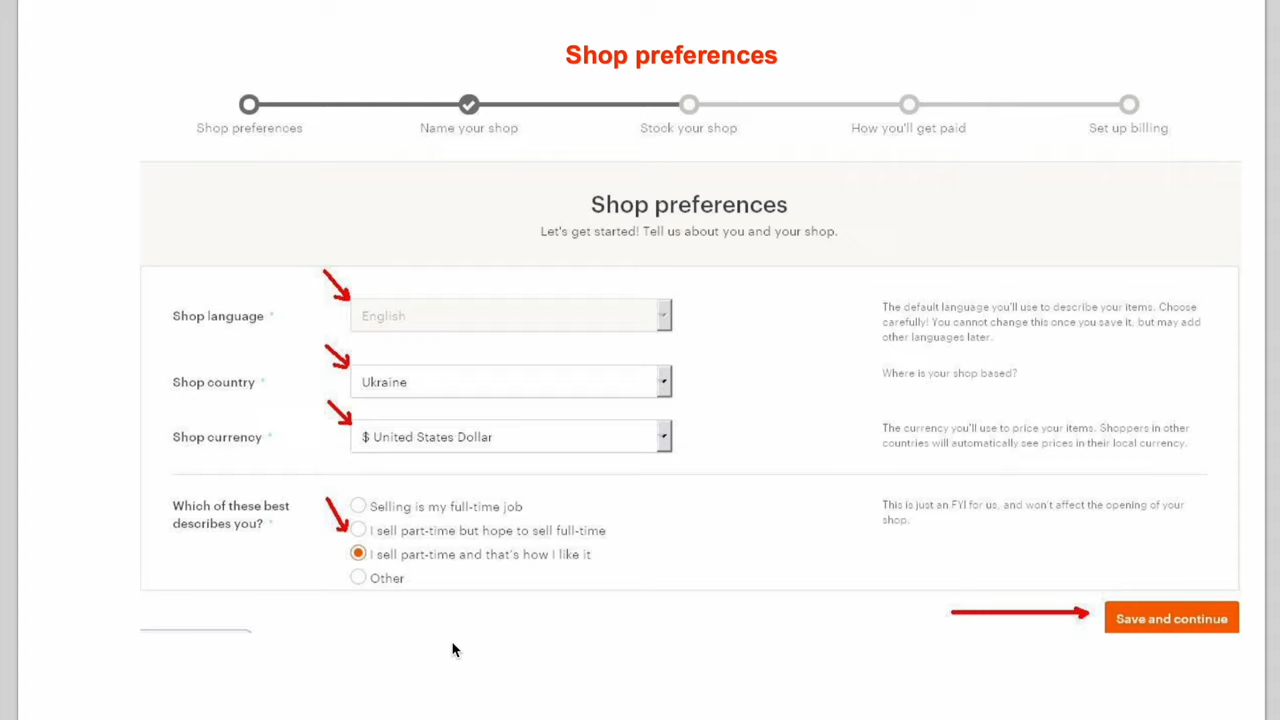 Shop preferences
Shop preferences
Name your shop
Stock your shop
How you'll get paid
Set up billing
Shop preferences
Let's get started! Tell us about you and your shop.
Shop language *
English
The default language you'll use to describe your items. Choose
carefully! You cannot change this once you save it, but may add
other languages later.
Shop country *
Ukraine
Where is your shop based?
Shop currency *
$ United States Dollar
The currency you'll use to price your items. Shoppers in other
countries will automatically see prices in their local currency.
Which of these best
describes you? *
Selling is my full-time job
I sell part-time but hope to sell full-time
I sell part-time and that's how I like it
Other
This is just an FYI for us, and won't affect the opening of your
shop.
Save and continue